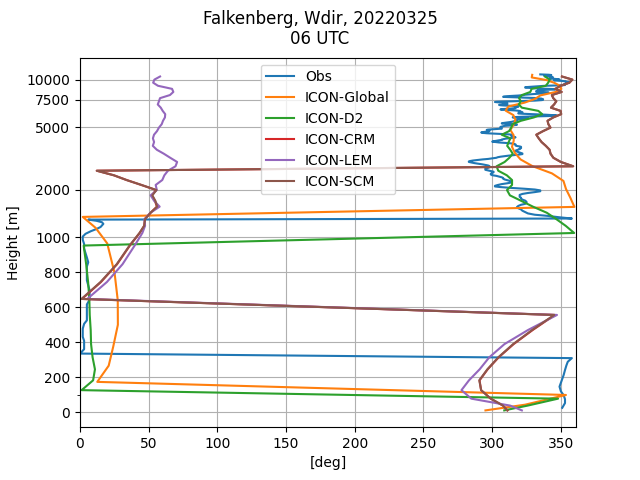 Falkenberg, Wdir, 20220325
06 UTC
Obs
ICON-Global
ICON-D2
ICON-CRM
ICON-LEM
ICON-SCM
Height [m]
10000
7500
5000
2000
1000
800
600
400
200
0
0 50 100 150 200 250 300 350
[deg]